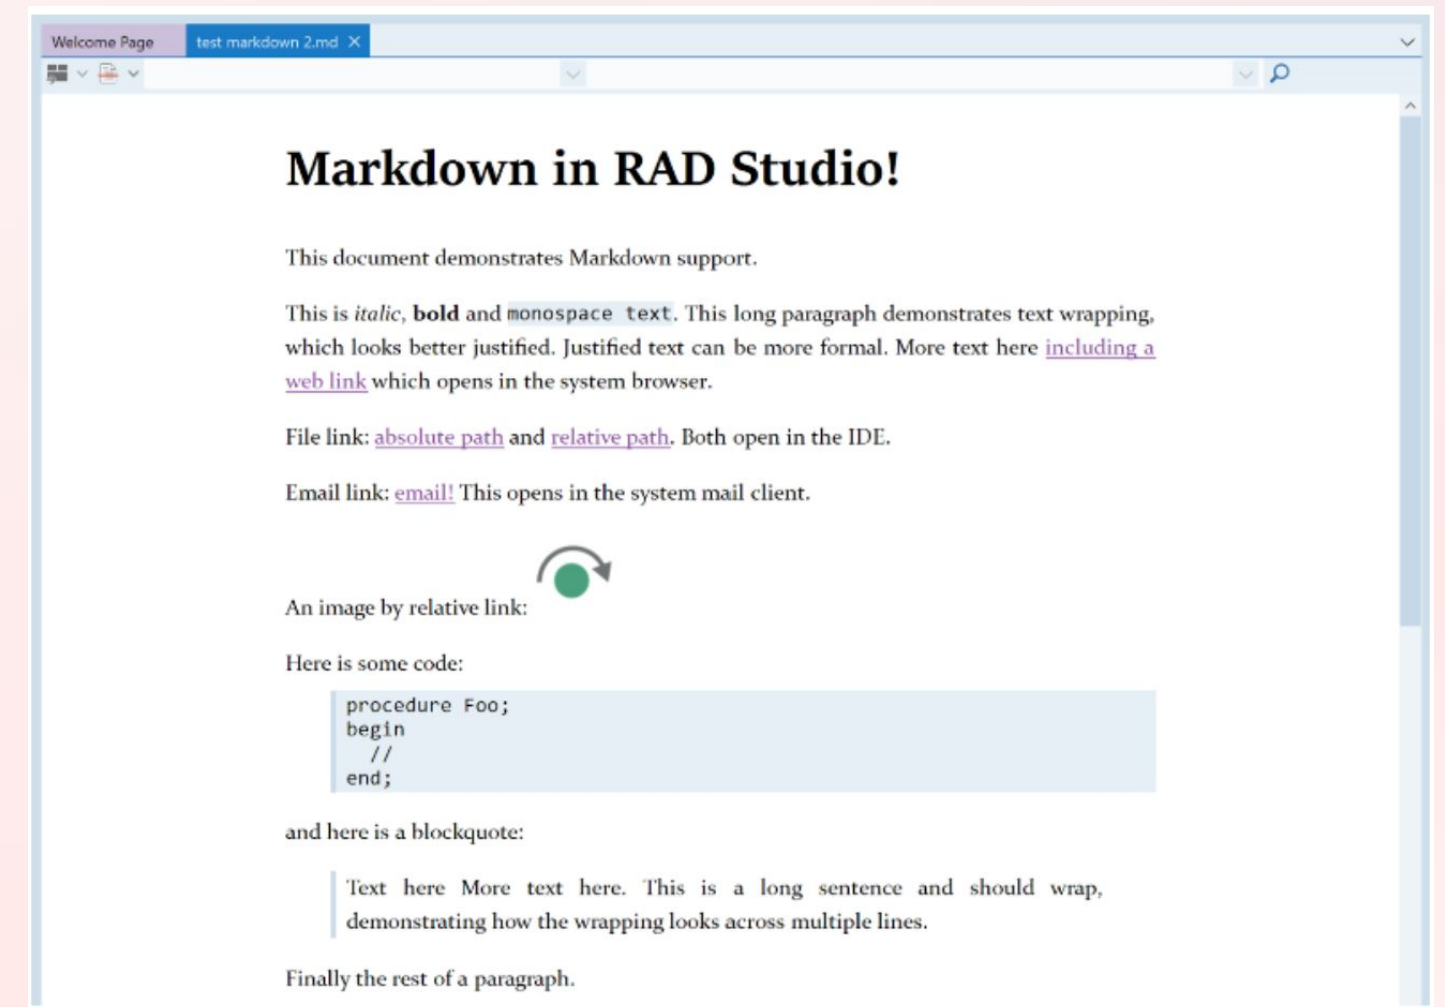 Welcome Page
test markdown 2.md
Markdown in RAD Studio!
This document demonstrates Markdown support.
This is italic, bold and monospace text. This long paragraph demonstrates text wrapping,
which looks better justified. Justified text can be more formal. More text here including a
web link which opens in the system browser.
File link: absolute path and relative path. Both open in the IDE.
Email link: email! This opens in the system mail client.
An image by relative link:
Here is some code:
procedure Foo;
begin
  //
end;
and here is a blockquote:
Text here More text here. This is a long sentence and should wrap,
demonstrating how the wrapping looks across multiple lines.
Finally the rest of a paragraph.